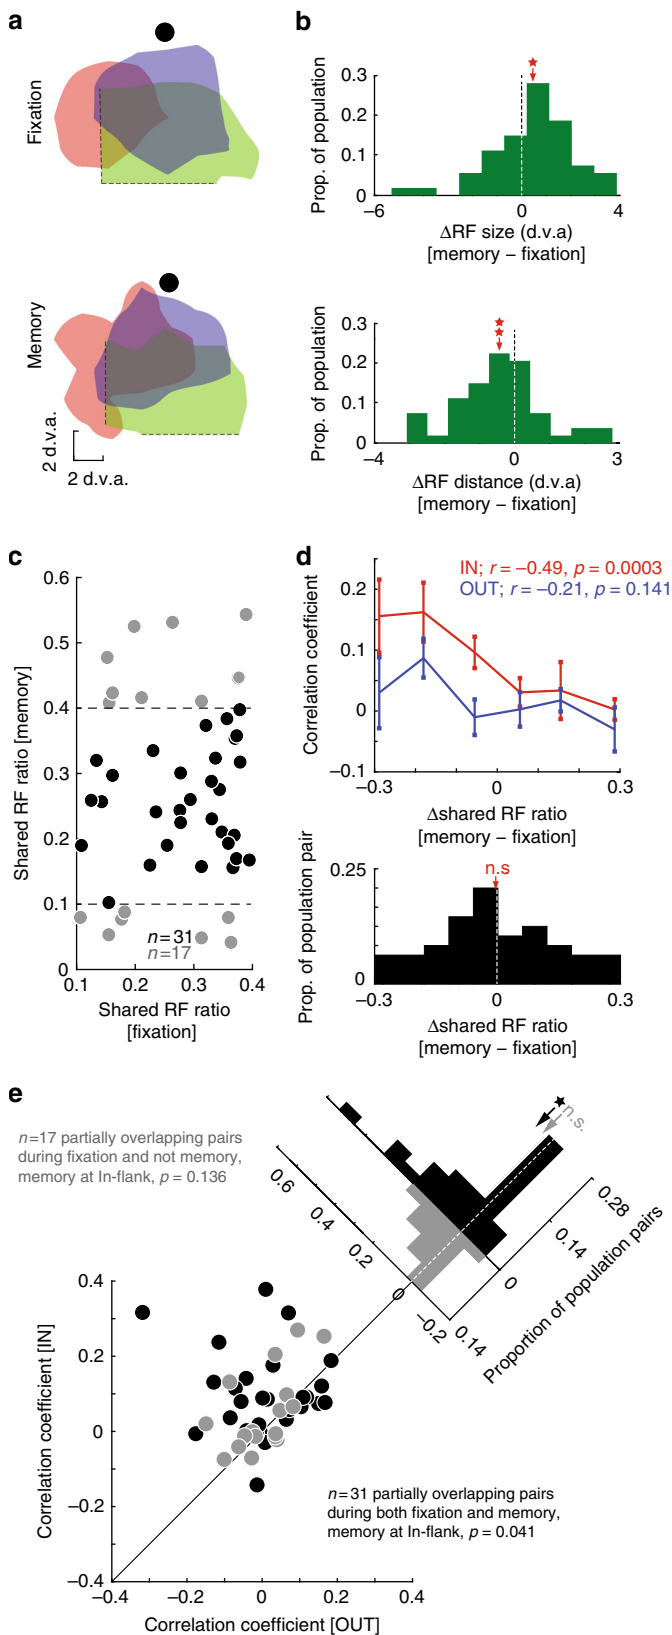 a
Fixation
Memory
2 d.v.a.
2 d.v.a.
b
Prop. of population
0.3
0.2
0.1
0
–6
0
4
ΔRF size (d.v.a)
[memory – fixation]
Prop. of population
0.3
0.2
0.1
0
–4
0
3
ΔRF distance (d.v.a)
[memory – fixation]
c
Shared RF ratio [memory]
0.6
0.5
0.4
0.3
0.2
0.1
0
n=31
n=17
0.1
0.2
0.3
0.4
Shared RF ratio
[fixation]
d
IN; r = –0.49, p = 0.0003
OUT; r = –0.21, p = 0.141
Correlation coefficient
0.2
0.1
0
–0.1
–0.3
0
0.3
Δshared RF ratio
[memory – fixation]
Prop. of population pair
0.25
0
n.s
–0.3
0
0.3
Δshared RF ratio
[memory – fixation]
e
n=17 partially overlapping pairs
during fixation and not memory,
memory at In-flank, p = 0.136
n.s.
0.6
0.4
0.2
0
–0.2
0.28
0.14
0
0.14
Proportion of population pairs
Correlation coefficient [IN]
0.4
0.2
0
–0.2
–0.4
n=31 partially overlapping pairs
during both fixation and memory,
memory at In-flank, p = 0.041
–0.4
–0.2
0
0.2
0.4
Correlation coefficient [OUT]